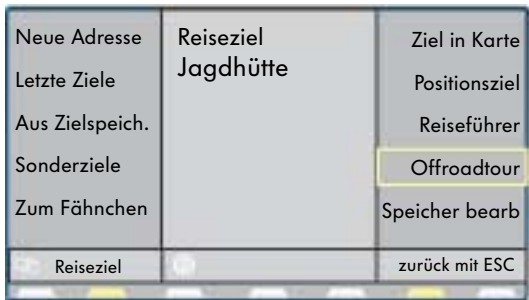 Neue Adresse
Letzte Ziele
Aus Zielspeich.
Sonderziele
Zum Fähnchen
Reiseziel
Jagdhütte
Ziel in Karte
Positionsziel
Reiseführer
Offroadtour
Speicher bearb
Reiseziel
zurück mit ESC